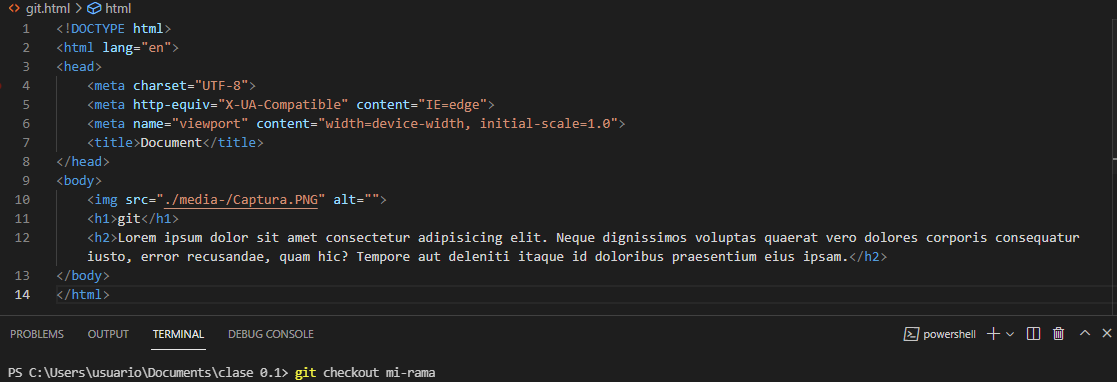 git.html > html
1 <!DOCTYPE html>
2 <html lang="en">
3 <head>
4     <meta charset="UTF-8">
5     <meta http-equiv="X-UA-Compatible" content="IE=edge">
6     <meta name="viewport" content="width=device-width, initial-scale=1.0">
7     <title>Document</title>
8 </head>
9 <body>
10     <img src="./media-/Captura.PNG" alt="">
11     <h1>git</h1>
12     <h2>Lorem ipsum dolor sit amet consectetur adipisicing elit. Neque dignissimos voluptas quaerat vero dolores corporis consequatur
    iusto, error recusandae, quam hic? Tempore aut deleniti itaque id doloribus praesentium eius ipsam.</h2>
13 </body>
14 </html>
PROBLEMS OUTPUT TERMINAL DEBUG CONSOLE powershell
PS C:\Users\usuario\Documents\clase 0.1> git checkout mi-rama